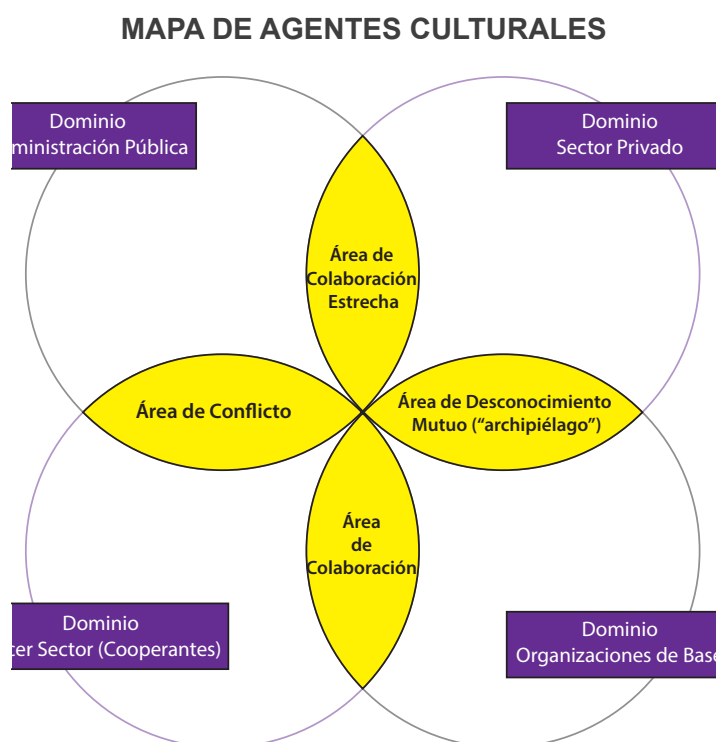 MAPA DE AGENTES CULTURALES
Dominio
ministración Pública
Dominio
Sector Privado
Área de
Colaboración
Estrecha
Área de Conflicto
Área de Desconocimiento
Mutuo (“archipiélago”)
Área
de
Colaboración
Dominio
cer Sector (Cooperantes)
Dominio
Organizaciones de Base